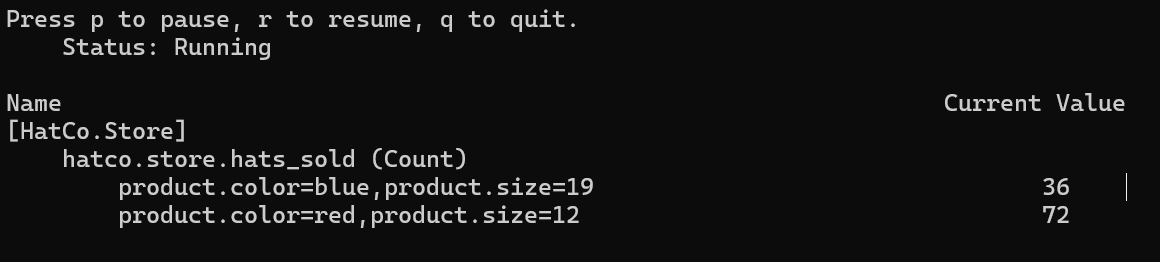 Press p to pause, r to resume, q to quit.
    Status: Running

Name                                                               Current Value
[HatCo.Store]
    hatco.store.hats_sold (Count)
        product.color=blue,product.size=19                                36
        product.color=red,product.size=12                                 72